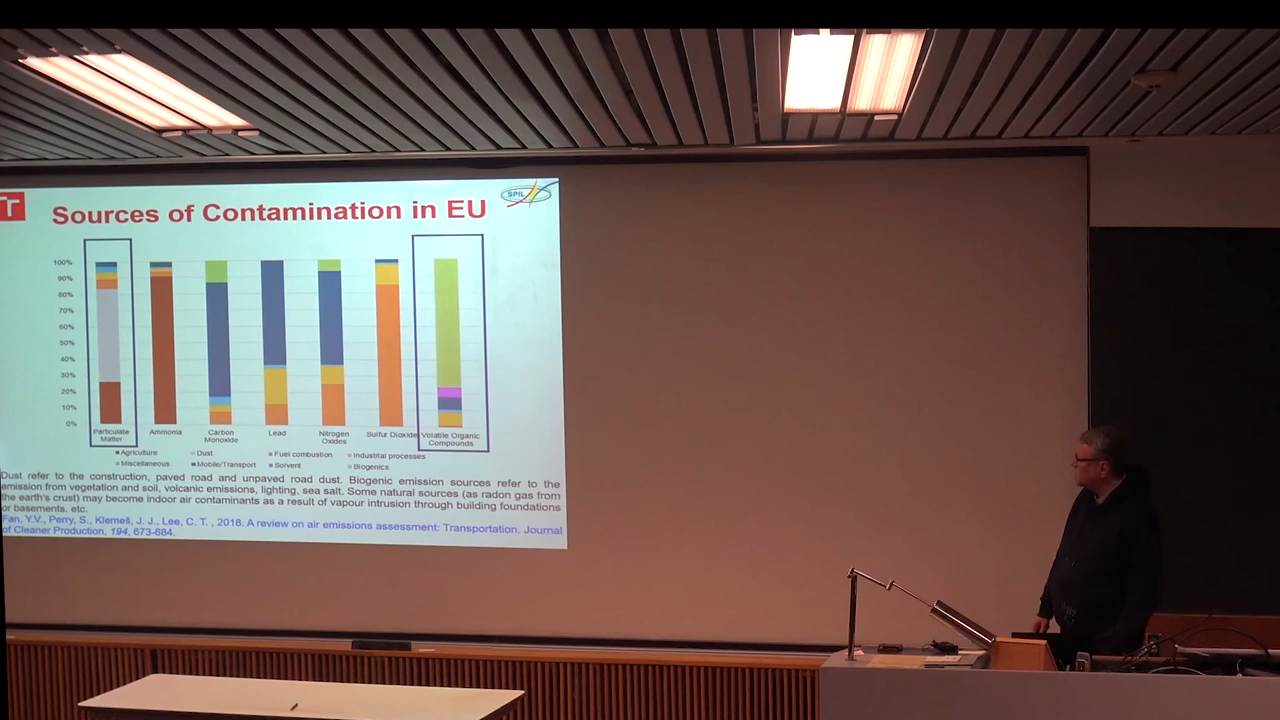 T
SPIL
Sources of Contamination in EU
100%
90%
80%
70%
60%
50%
40%
30%
20%
10%
0%
Particulate Matter
Ammonia
Carbon Monoxide
Lead
Nitrogen Oxides
Sulfur Dioxide
Volatile Organic Compounds
Agriculture
Dust
Fuel combustion
Industrial processes
Miscellaneous
Mobile/Transport
Solvent
Biogenics
Dust refer to the construction, paved road and unpaved road dust. Biogenic emission sources refer to the
emission from vegetation and soil, volcanic emissions, lighting, sea salt. Some natural sources (as radon gas from
the earth's crust) may become indoor air contaminants as a result of vapour intrusion through building foundations
or basements. etc.
Fan, Y.V., Perry, S., Klemeš, J. J., Lee, C. T. , 2018. A review on air emissions assessment: Transportation. Journal
of Cleaner Production, 194, 673-684.